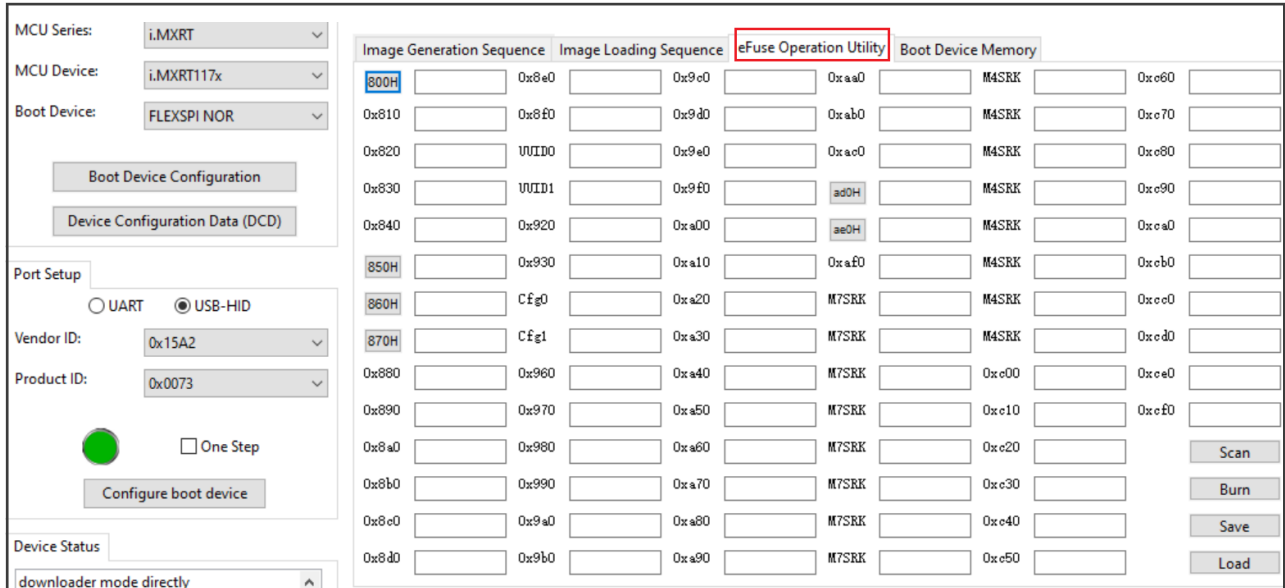 MCU Series: i.MXRT
MCU Device: i.MXRT117x
Boot Device: FLEXSPI NOR
Boot Device Configuration
Device Configuration Data (DCD)
Port Setup
UART USB-HID
Vendor ID: 0x15A2
Product ID: 0x0073
One Step
Configure boot device
Device Status
downloader mode directly
Image Generation Sequence Image Loading Sequence eFuse Operation Utility Boot Device Memory
800H 0x8e0 0x9c0 0xaa0 M4SRK 0xc60
0x810 0x8f0 0x9d0 0xab0 M4SRK 0xc70
0x820 UUID0 0x9e0 0xac0 M4SRK 0xc80
0x830 UUID1 0x9f0 ad0H M4SRK 0xc90
0x840 0x920 0xa00 ae0H M4SRK 0xca0
850H 0x930 0xa10 0xaf0 M4SRK 0xcb0
860H Cfg0 0xa20 M7SRK M4SRK 0xcc0
870H Cfg1 0xa30 M7SRK M4SRK 0xcd0
0x880 0x960 0xa40 M7SRK 0xc00 0xce0
0x890 0x970 0xa50 M7SRK 0xc10 0xcf0
0x8a0 0x980 0xa60 M7SRK 0xc20 Scan
0x8b0 0x990 0xa70 M7SRK 0xc30 Burn
0x8c0 0x9a0 0xa80 M7SRK 0xc40 Save
0x8d0 0x9b0 0xa90 M7SRK 0xc50 Load